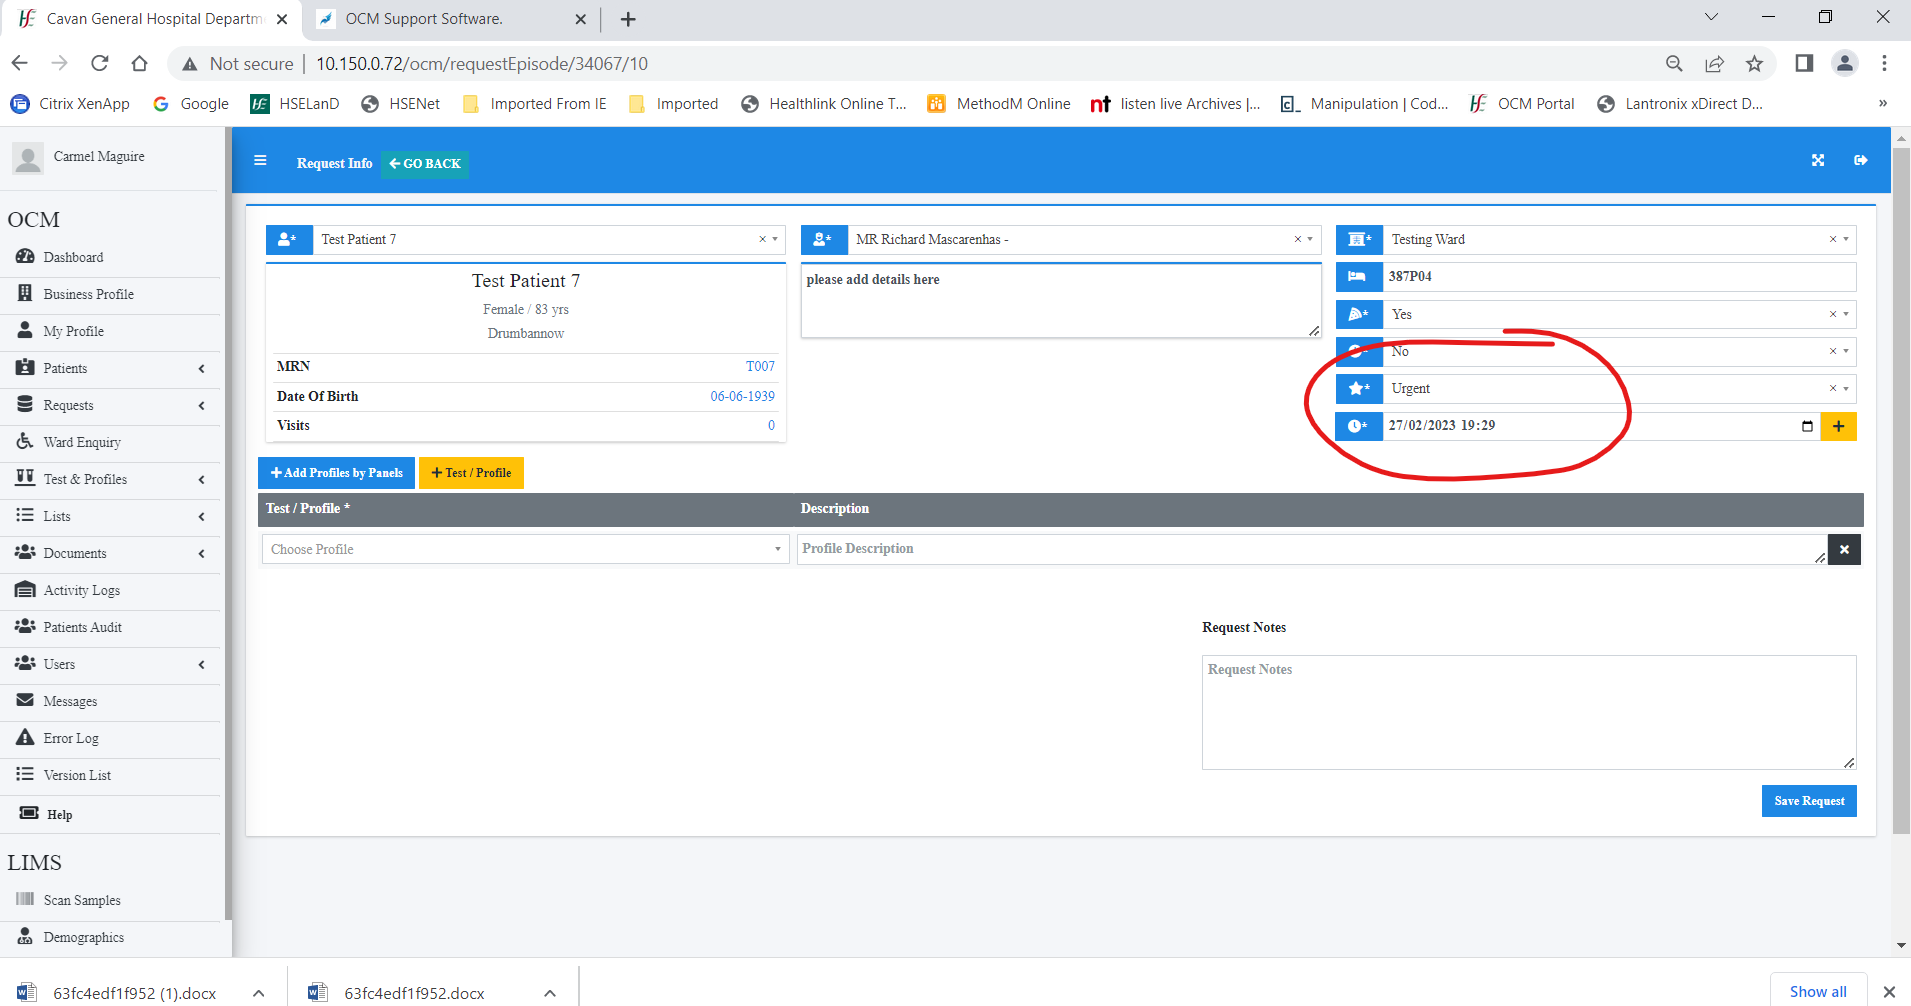 Cavan General Hospital Departm
OCM Support Software.
Not secure
10.150.0.72/ocm/requestEpisode/34067/10
Citrix XenApp
Google
HSELanD
HSENet
Imported From IE
Imported
Healthlink Online T...
MethodM Online
listen live Archives |...
Manipulation | Cod...
OCM Portal
Lantronix xDirect D...
»
Carmel Maguire
Request Info
GO BACK
OCM
Dashboard
Business Profile
My Profile
Patients
Requests
Ward Enquiry
Test & Profiles
Lists
Documents
Activity Logs
Patients Audit
Users
Messages
Error Log
Version List
Help
LIMS
Scan Samples
Demographics
Test Patient 7
Test Patient 7
Female / 83 yrs
Drumbannow
MRN T007
Date Of Birth 06-06-1939
Visits 0
MR Richard Mascarenhas -
please add details here
Testing Ward
387P04
Yes
No
Urgent
27/02/2023 19:29
+ Add Profiles by Panels
+ Test / Profile
Test / Profile * Description
Choose Profile
Profile Description
Request Notes
Request Notes
Save Request
63fc4edf1f952 (1).docx
63fc4edf1f952.docx
Show all